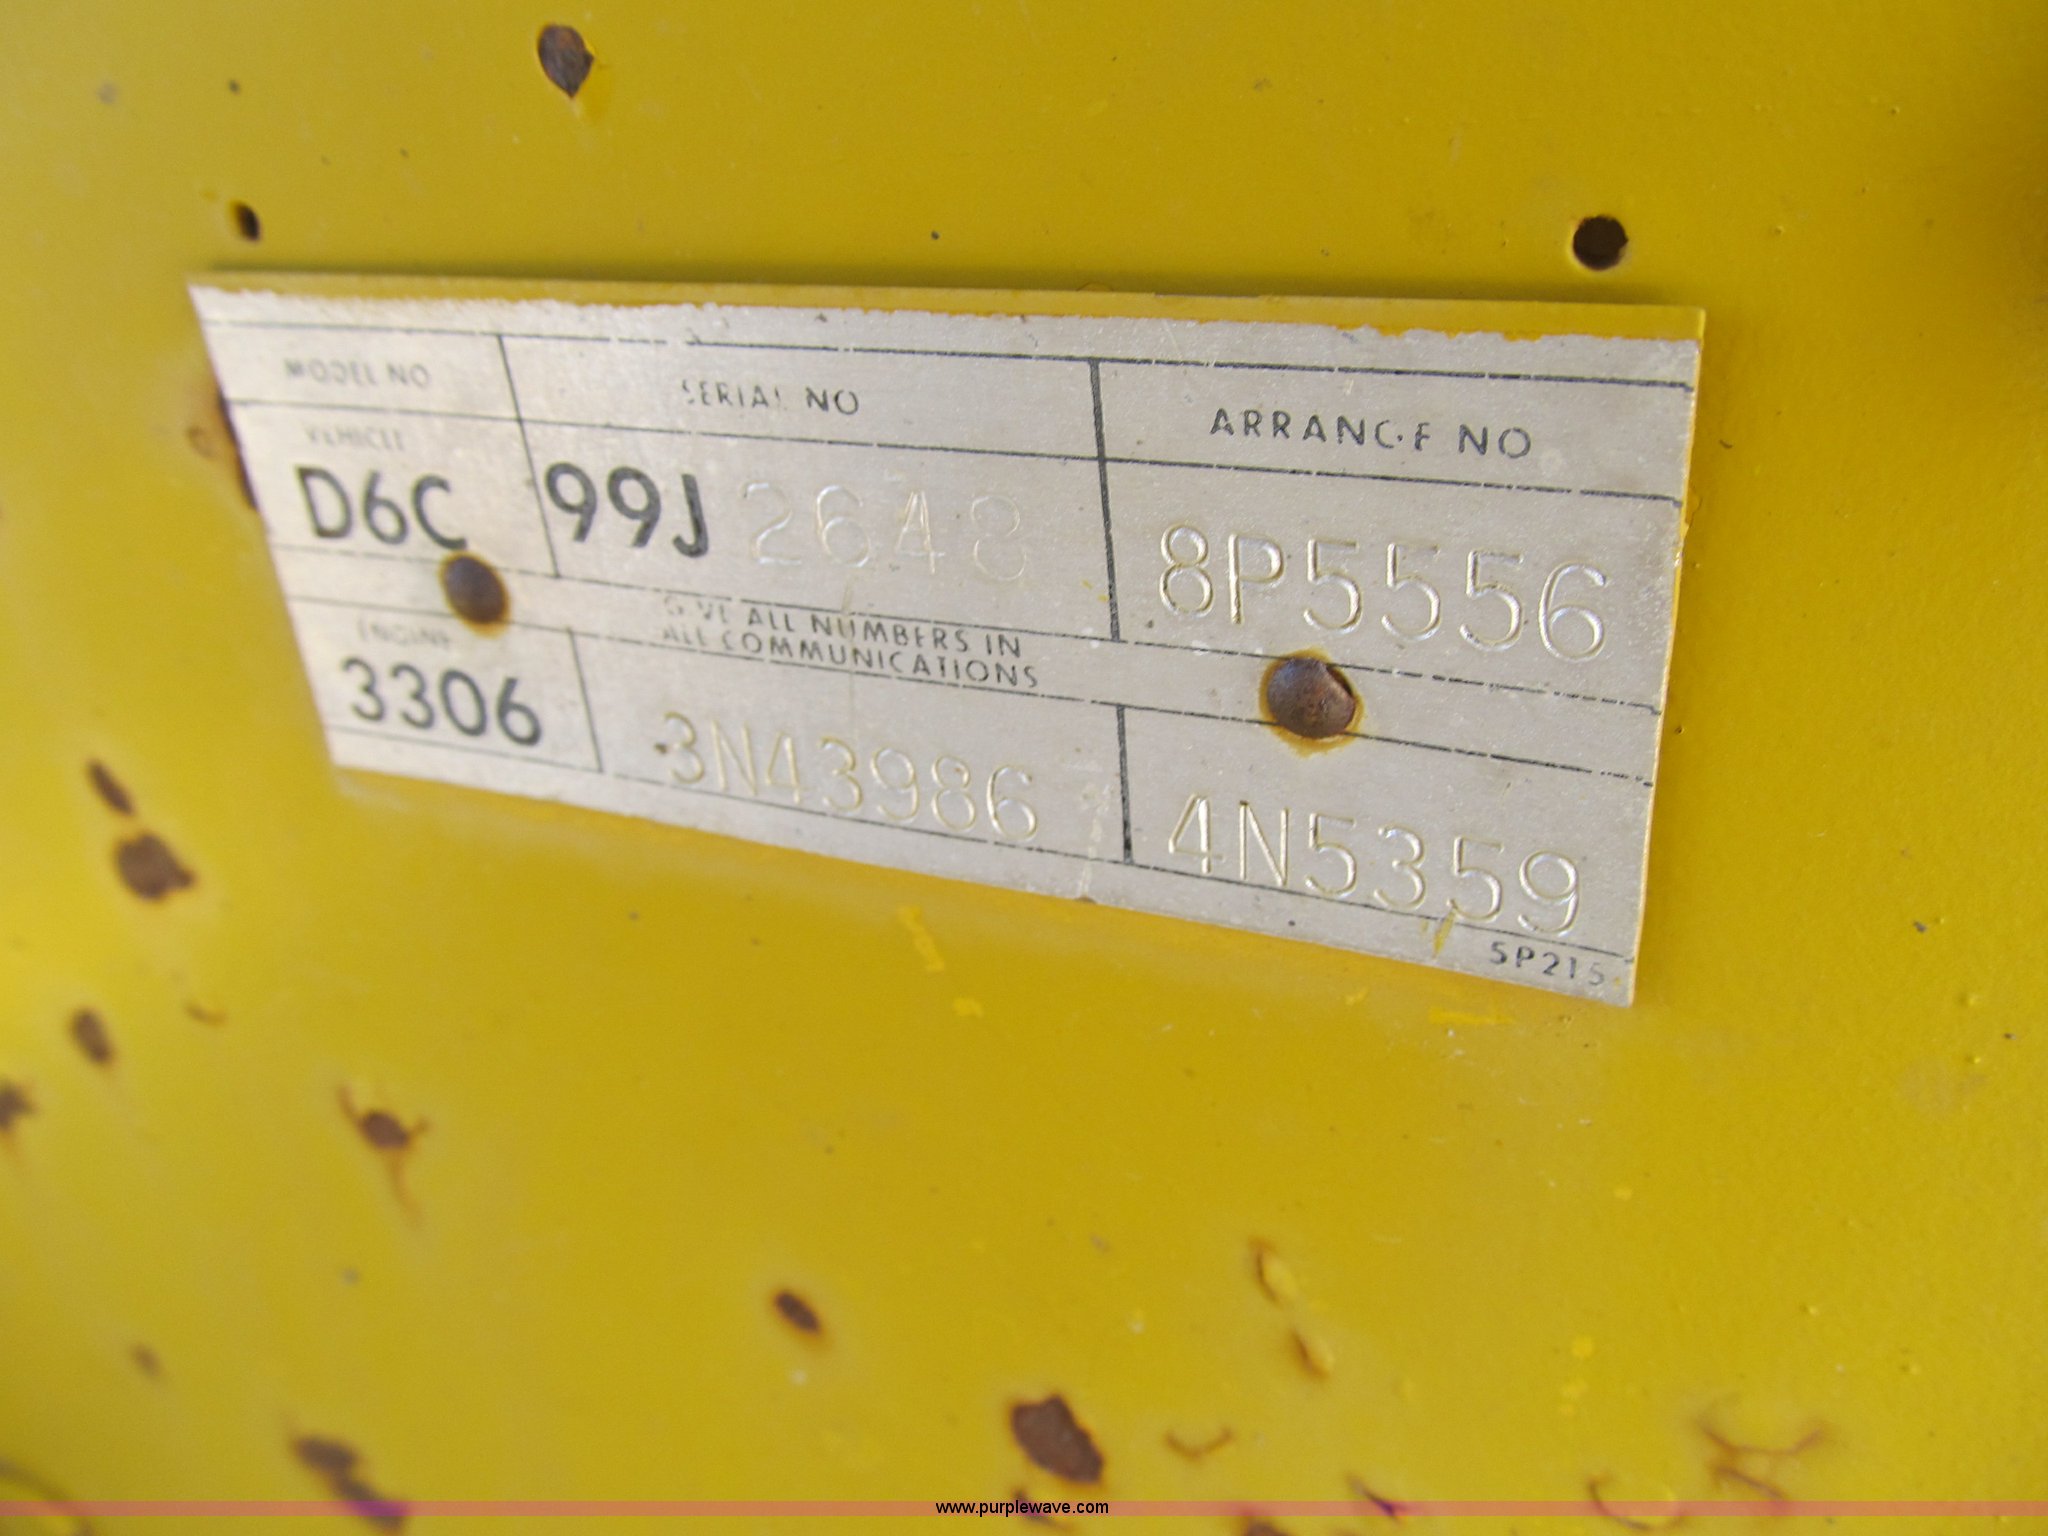 MODEL NO SERIAL NO ARRANGE NO
VEHICLE
D6C 99J 2648 8P5556
GIVE ALL NUMBERS IN
ALL COMMUNICATIONS
ENGINE
3306 3N43986 4N5359
5P215
www.purplewave.com